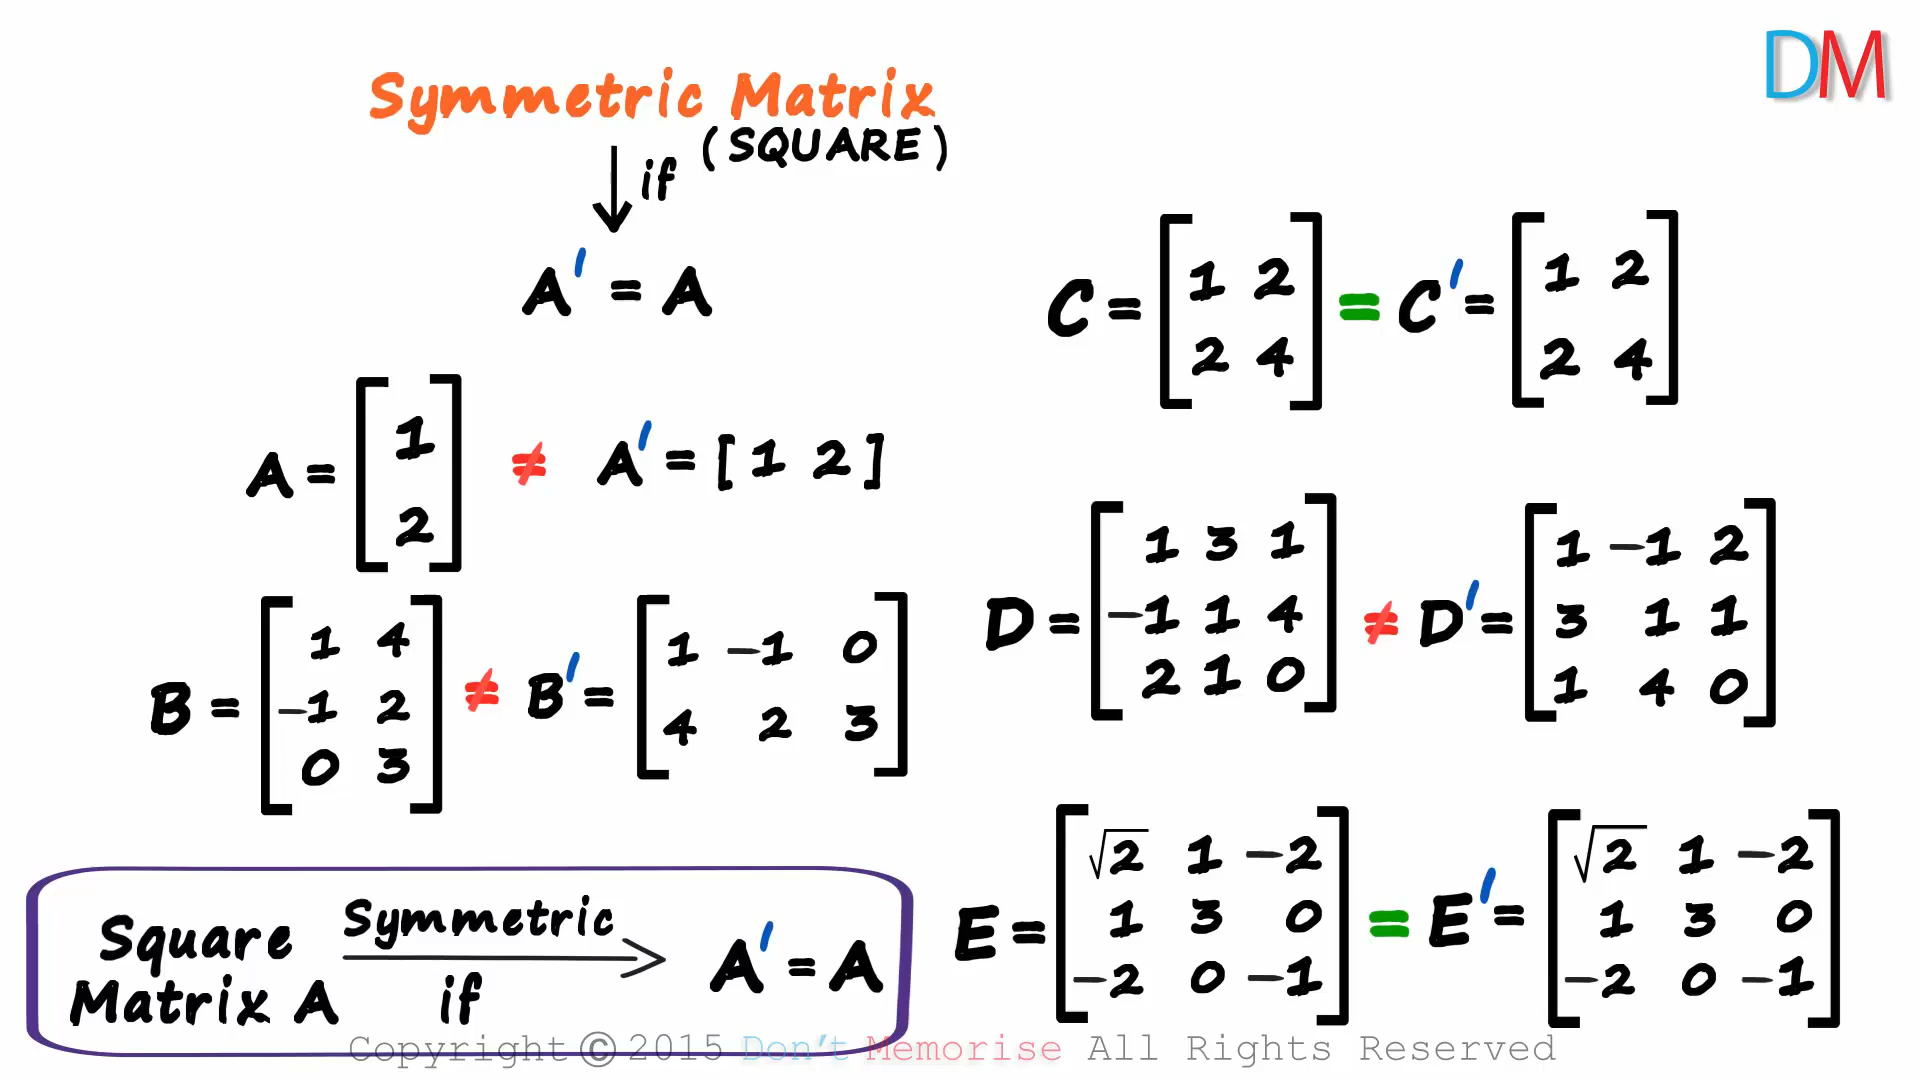 DM
Symmetric Matrix
(SQUARE)
if
A' = A
A = [1
2] ≠ A' = [1 2]
B = [1 4
-1 2
0 3] ≠ B' = [1 -1 0
4 2 3]
C = [1 2
2 4] = C' = [1 2
2 4]
D = [1 3 1
-1 1 4
2 1 0] ≠ D' = [1 -1 2
3 1 1
1 4 0]
E = [√2 1 -2
1 3 0
-2 0 -1] = E' = [√2 1 -2
1 3 0
-2 0 -1]
Square
Matrix A
Symmetric
if
A' = A
Copyright © 2015 Don't Memorise All Rights Reserved